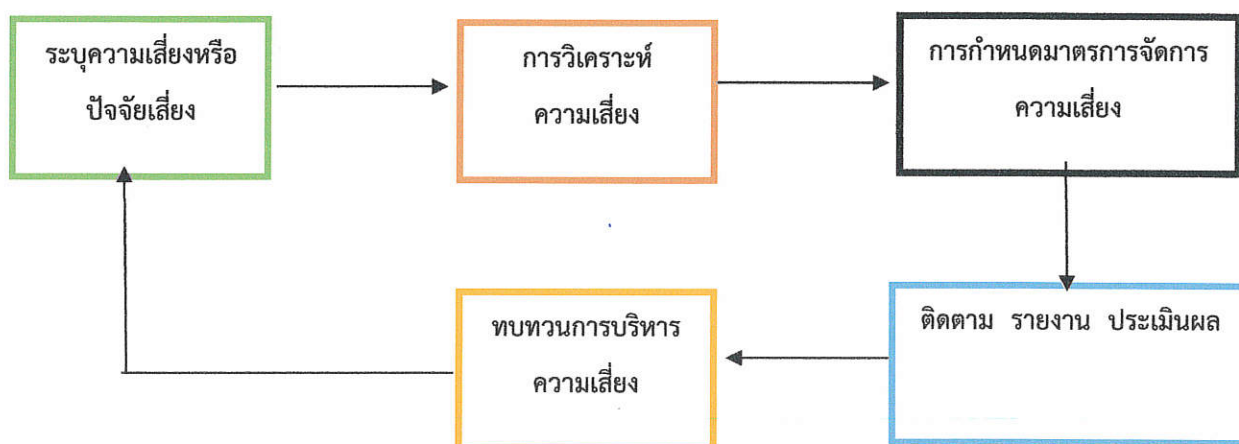 ระบุความเสี่ยงหรือ
ปัจจัยเสี่ยง
การวิเคราะห์
ความเสี่ยง
การกำหนดมาตรการจัดการ
ความเสี่ยง
ติดตาม รายงาน ประเมินผล
ทบทวนการบริหาร
ความเสี่ยง